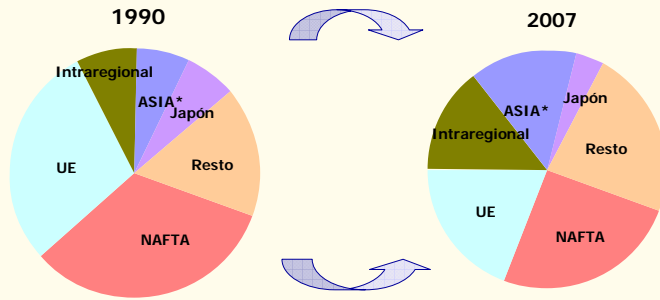 1990
Intraregional
ASIA*
Japón
UE
Resto
NAFTA
2007
ASIA*
Japón
Intraregional
Resto
UE
NAFTA